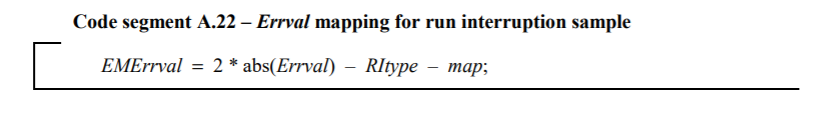 Code segment A.22 – Errval mapping for run interruption sample
EMErrval = 2 * abs(Errval) – RItype – map;